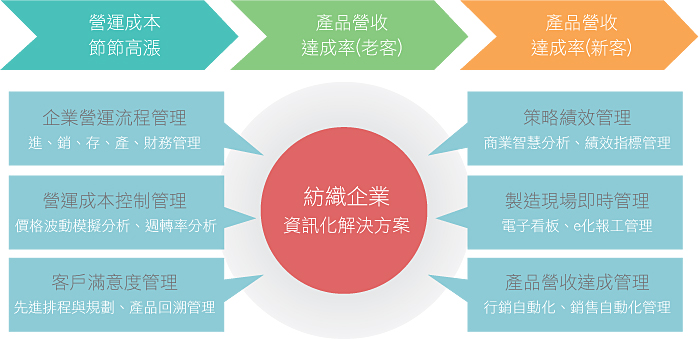 營運成本
節節高漲
產品營收
達成率(老客)
產品營收
達成率(新客)
企業營運流程管理
進、銷、存、產、財務管理
營運成本控制管理
價格波動模擬分析、週轉率分析
客戶滿意度管理
先進排程與規劃、產品回溯管理
紡織企業
資訊化解決方案
策略績效管理
商業智慧分析、績效指標管理
製造現場即時管理
電子看板、e化報工管理
產品營收達成管理
行銷自動化、銷售自動化管理